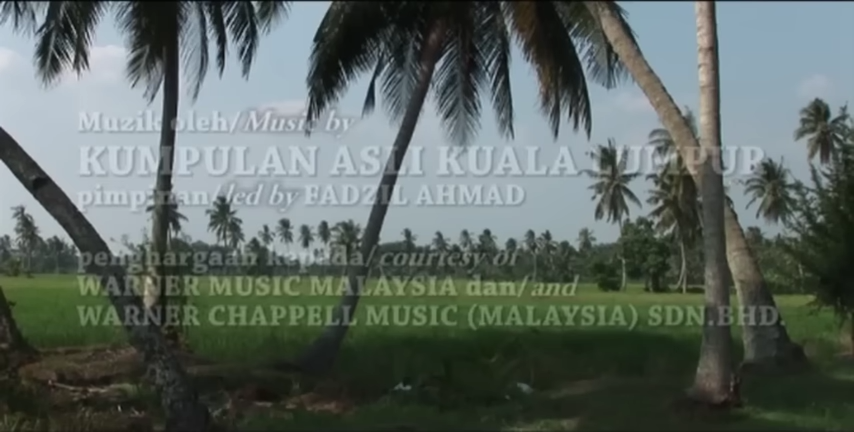 Muzik oleh/Music by
KUMPULAN ASLI KUALA LUMPUR
pimpinan/led by FADZIL AHMAD
penghargaan kepada/courtesy of
WARNER MUSIC MALAYSIA dan/and
WARNER CHAPPELL MUSIC (MALAYSIA) SDN.BHD